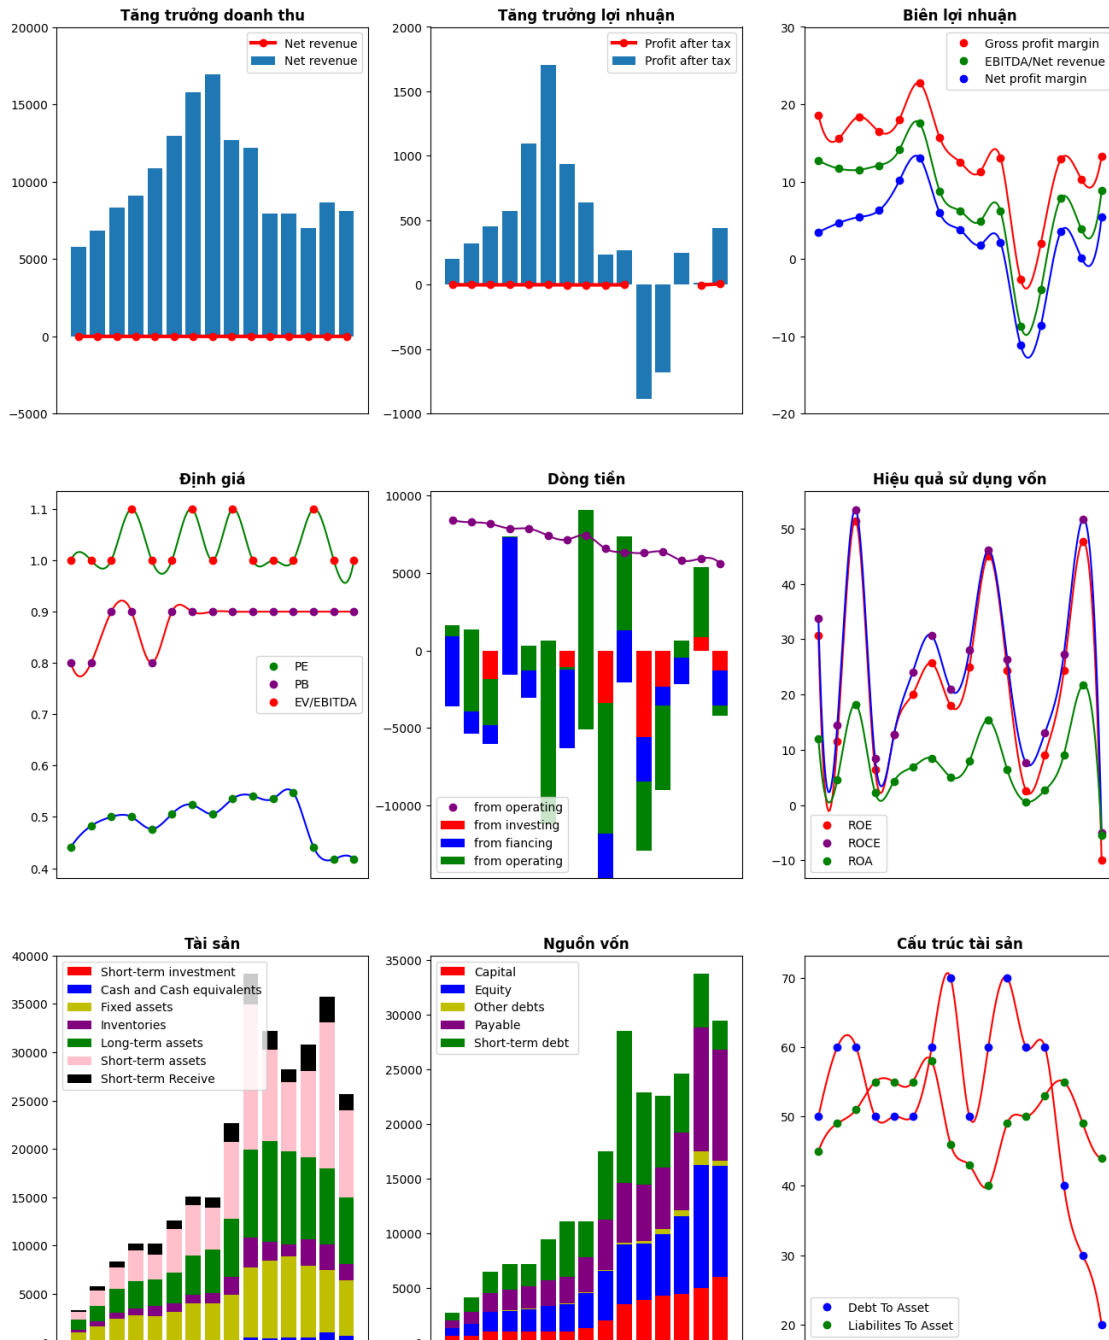 Tăng trưởng doanh thu
20000
15000
10000
5000
0
−5000
Net revenue
Net revenue
Tăng trưởng lợi nhuận
2000
1500
1000
500
0
−500
−1000
Profit after tax
Profit after tax
Biên lợi nhuận
30
20
10
0
−10
−20
Gross profit margin
EBITDA/Net revenue
Net profit margin
Định giá
1.1
1.0
0.9
0.8
0.7
0.6
0.5
0.4
PE
PB
EV/EBITDA
Dòng tiền
10000
5000
0
−5000
−10000
from operating
from investing
from fiancing
from operating
Hiệu quả sử dụng vốn
50
40
30
20
10
0
−10
ROE
ROCE
ROA
Tài sản
40000
35000
30000
25000
20000
15000
10000
5000
Short-term investment
Cash and Cash equivalents
Fixed assets
Inventories
Long-term assets
Short-term assets
Short-term Receive
Nguồn vốn
35000
30000
25000
20000
15000
10000
5000
Capital
Equity
Other debts
Payable
Short-term debt
Cấu trúc tài sản
70
60
50
40
30
20
Debt To Asset
Liabilites To Asset